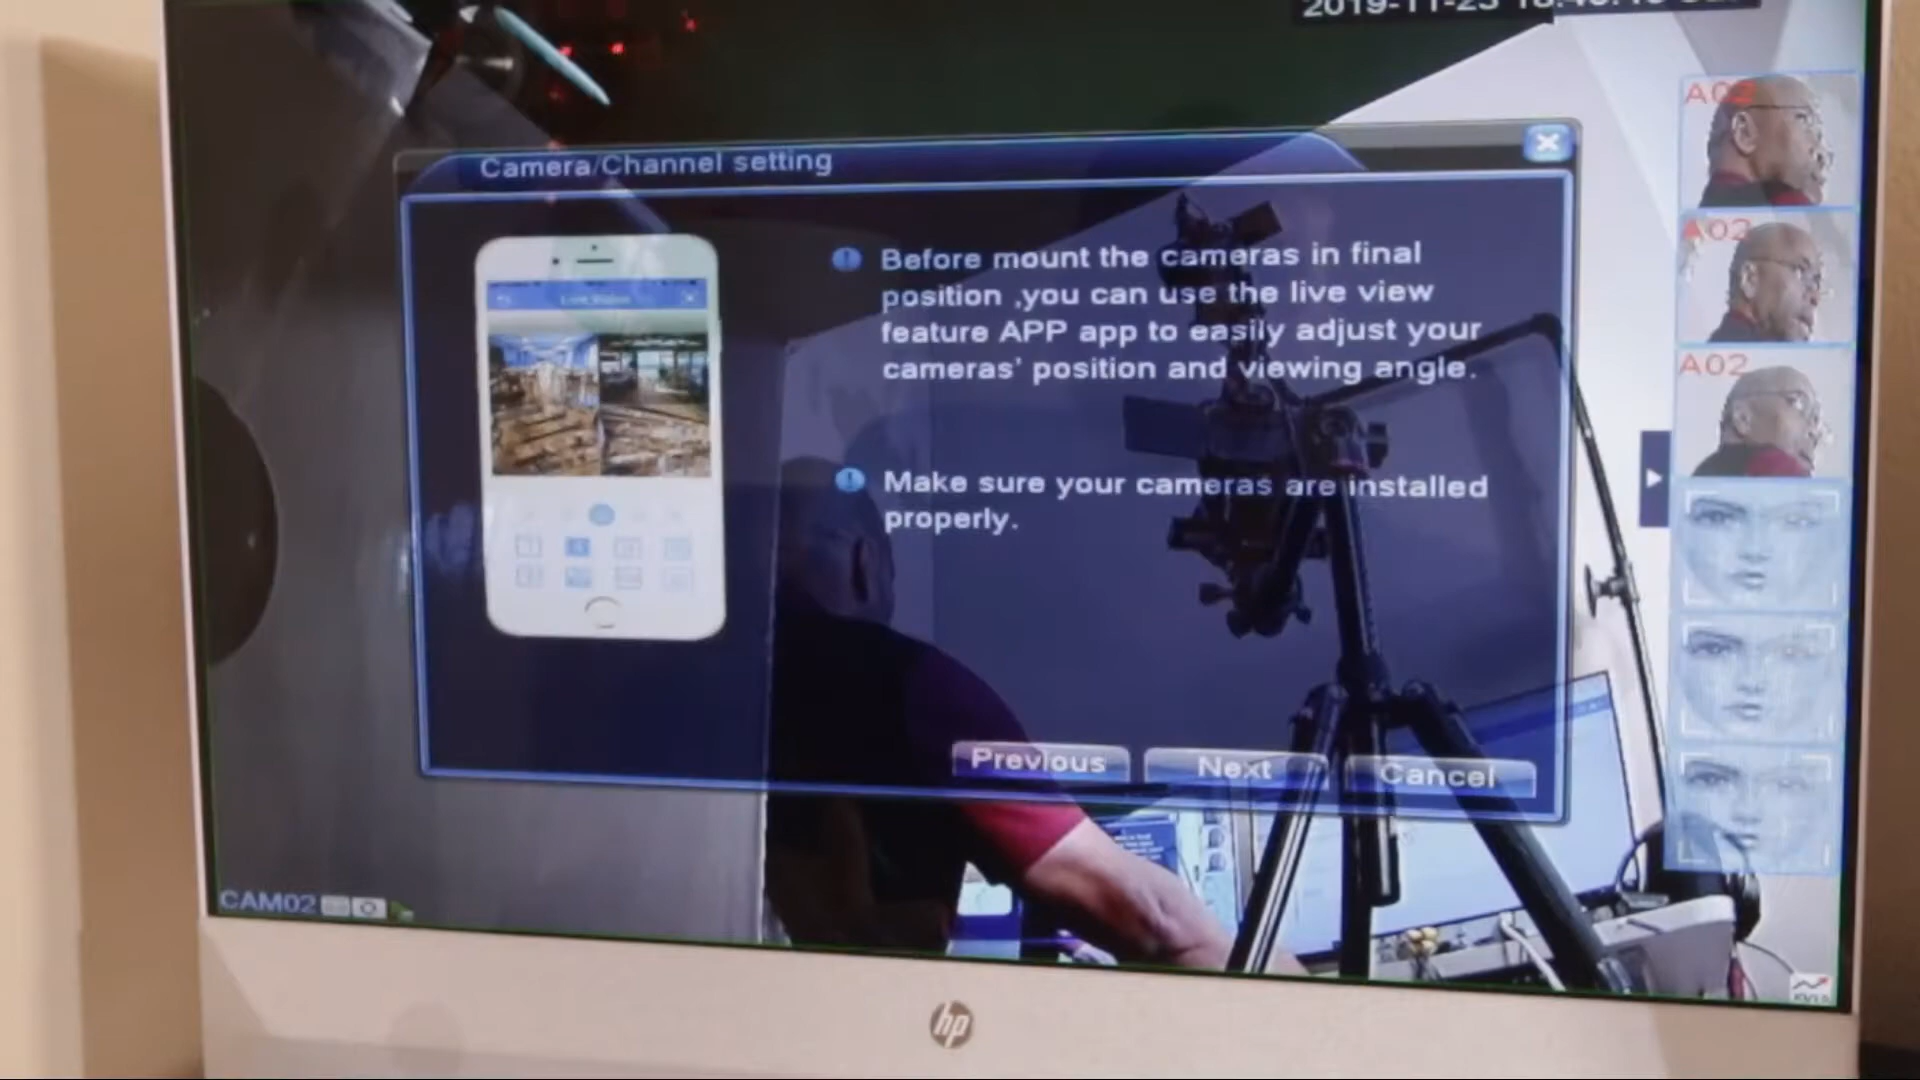 Camera/Channel setting
Before mount the cameras in final
position ,you can use the live view
feature APP app to easily adjust your
cameras' position and viewing angle.
Make sure your cameras are installed
properly.
Previous
Next
Cancel
A02
A02
A02
CAM02
hp